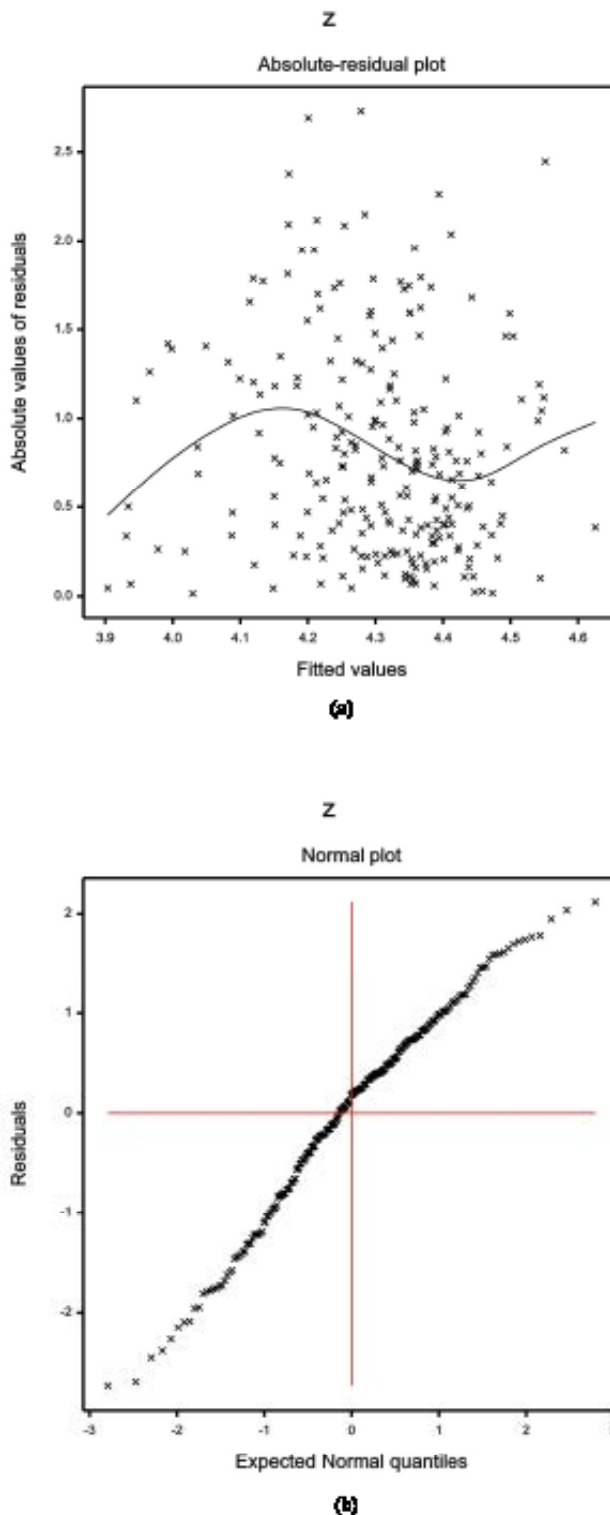 z
Absolute-residual plot
Absolute values of residuals
2.5
2.0
1.5
1.0
0.5
0.0
3.9 4.0 4.1 4.2 4.3 4.4 4.5 4.6
Fitted values
(a)
z
Normal plot
Residuals
2
1
0
-1
-2
-3 -2 -1 0 1 2
Expected Normal quantiles
(b)